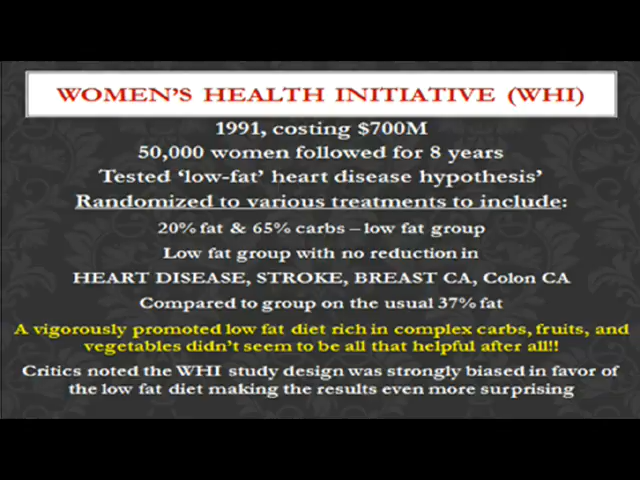 WOMEN'S HEALTH INITIATIVE (WHI)
1991, costing $700M
50,000 women followed for 8 years
Tested 'low-fat' heart disease hypothesis'
Randomized to various treatments to include:
20% fat & 65% carbs – low fat group
Low fat group with no reduction in
HEART DISEASE, STROKE, BREAST CA, Colon CA
Compared to group on the usual 37% fat
A vigorously promoted low fat diet rich in complex carbs, fruits, and
vegetables didn't seem to be all that helpful after all!!
Critics noted the WHI study design was strongly biased in favor of
the low fat diet making the results even more surprising